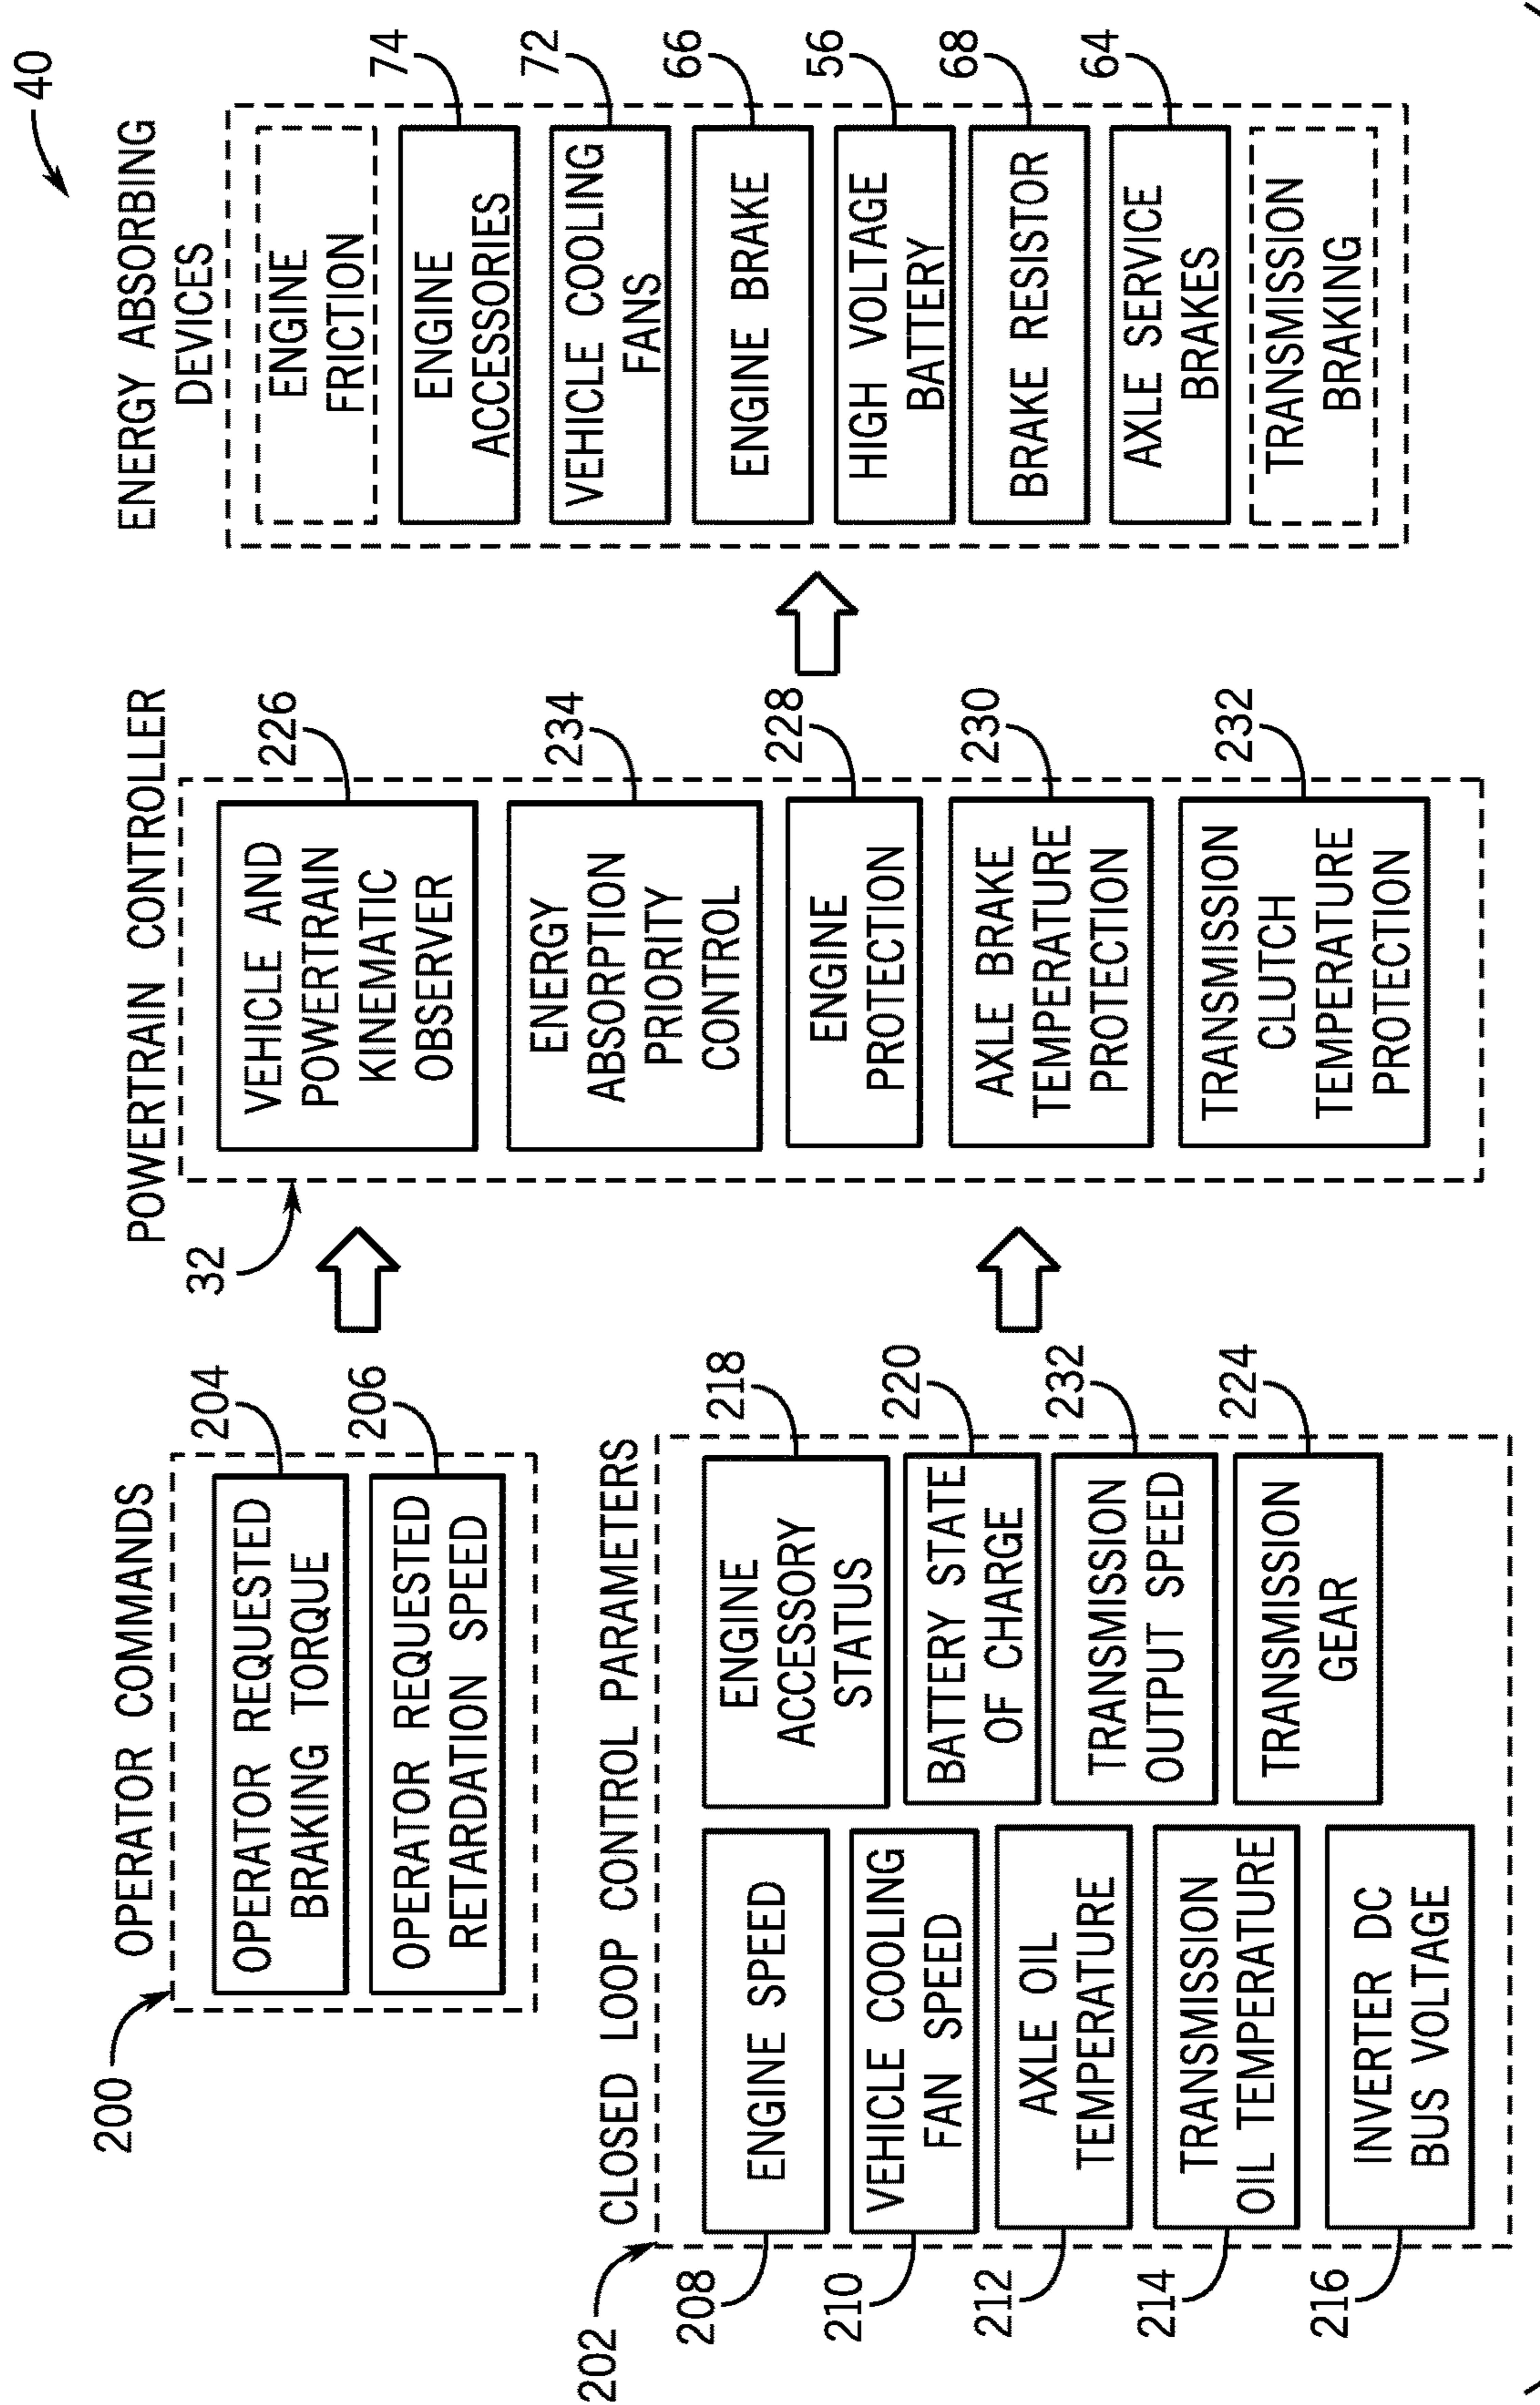 40
OPERATOR COMMANDS
200
OPERATOR REQUESTED
BRAKING TORQUE
204
OPERATOR REQUESTED
RETARDATION SPEED
206
CLOSED LOOP CONTROL PARAMETERS
202
ENGINE SPEED
208
VEHICLE COOLING
FAN SPEED
210
AXLE OIL
TEMPERATURE
212
TRANSMISSION
OIL TEMPERATURE
214
INVERTER DC
BUS VOLTAGE
216
ENGINE
ACCESSORY
STATUS
218
BATTERY STATE
OF CHARGE
220
TRANSMISSION
OUTPUT SPEED
232
TRANSMISSION
GEAR
224
POWERTRAIN CONTROLLER
32
VEHICLE AND
POWERTRAIN
KINEMATIC
OBSERVER
226
ENERGY
ABSORPTION
PRIORITY
CONTROL
234
ENGINE
PROTECTION
228
AXLE BRAKE
TEMPERATURE
PROTECTION
230
TRANSMISSION
CLUTCH
TEMPERATURE
PROTECTION
232
ENERGY ABSORBING
DEVICES
ENGINE
FRICTION
ENGINE
ACCESSORIES
74
VEHICLE COOLING
FANS
72
ENGINE BRAKE
66
HIGH VOLTAGE
BATTERY
56
BRAKE RESISTOR
68
AXLE SERVICE
BRAKES
64
TRANSMISSION
BRAKING